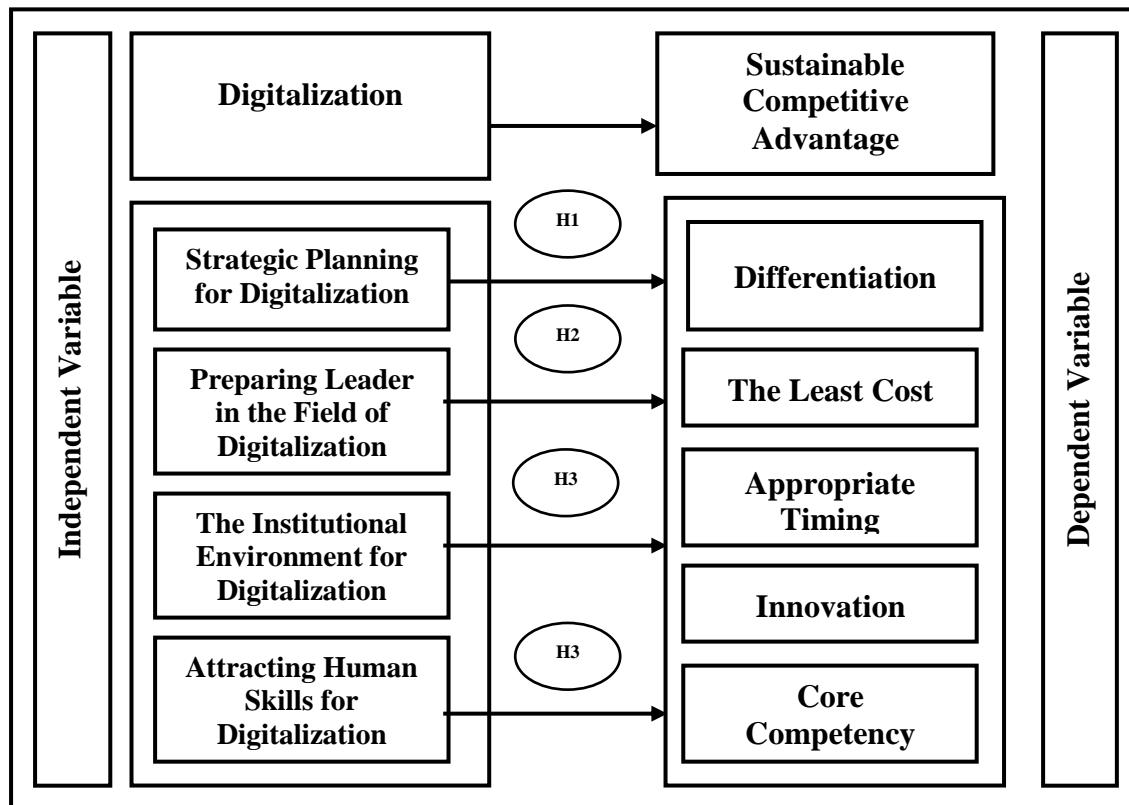 Independent Variable
Digitalization
Sustainable
Competitive
Advantage
H1
Strategic Planning
for Digitalization
Differentiation
H2
Preparing Leader
in the Field of
Digitalization
The Least Cost
H3
The Institutional
Environment for
Digitalization
Appropriate
Timing
Innovation
H3
Attracting Human
Skills for
Digitalization
Core
Competency
Dependent Variable